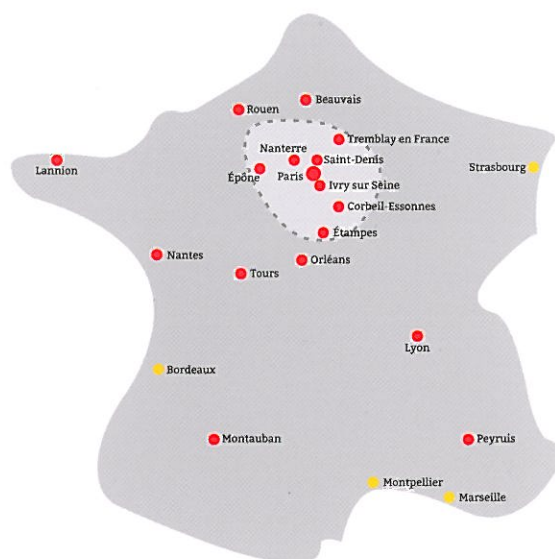 Beauvais
Rouen
Tremblay en France
Nanterre
Saint-Denis
Lannion
Strasbourg
Épône
Paris
Ivry sur Seine
Corbeil-Essonnes
Étampes
Nantes
Orléans
Tours
Lyon
Bordeaux
Montauban
Peyruis
Montpellier
Marseille